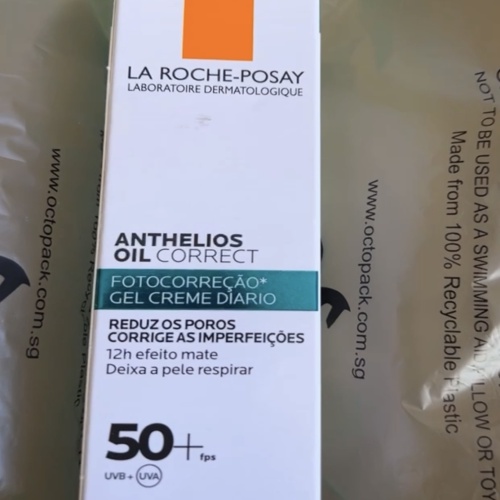 LA ROCHE-POSAY
LABORATOIRE DERMATOLOGIQUE
ANTHELIOS
OIL CORRECT
FOTOCORREÇÃO*
GEL CREME DIÁRIO
REDUZ OS POROS
CORRIGE AS IMPERFEIÇÕES
12h efeito mate
Deixa a pele respirar
50+ fps
UVB + UVA
www.octopack.com.sg
www.octopack.com.sg
NOT TO BE USED AS A SWIMMING
Made from 100% Recyclable Plastic